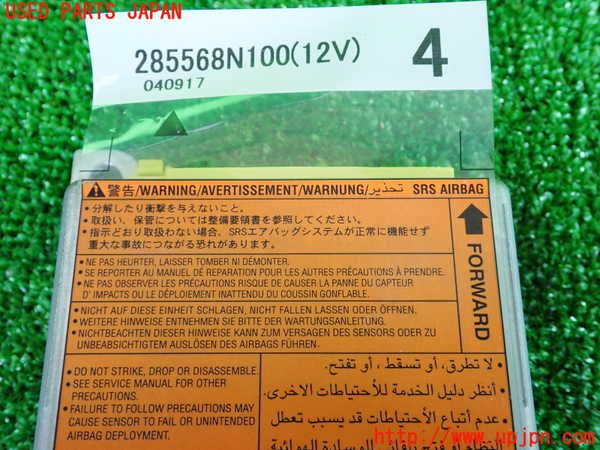 USED PARTS JAPAN
285568N100(12V) 4
040917
警告/WARNING/AVERTISSEMENT/WARNUNG/تحذير SRS AIRBAG
・分解したり衝撃を与えないこと。
・取扱い、保管については整備要領書を参照してください。
・指示どおり取扱わない場合、SRSエアバッグシステムが正常に機能せず
重大な事故につながる恐れがあります。
•NE PAS HEURTER, LAISSER TOMBER NI DÉMONTER.
•SE REPORTER AU MANUEL DE RÉPARATION POUR LES AUTRES PRÉCAUTIONS À PRENDRE.
•NE PAS OBSERVER LES PRÉCAUTIONS RISQUE DE CAUSER LA PANNE DU CAPTEUR
D' IMPACTS OU LE DÉPLOIEMENT INATTENDU DU COUSSIN GONFLABLE.
•NICHT AUF DIESE EINHEIT SCHLAGEN, NICHT FALLEN LASSEN ODER ÖFFNEN.
•WEITERE HINWEISE ENTNEHMEN SIE BITTE DER WARTUNGSANLEITUNG.
•NICHTBEACHTEN DIESER HINWEISE KANN ZUM VERSAGEN DES SENSORS ODER ZU
UNBEABSICHTIGTEM AUSLÖSEN DES AIRBAGS FÜHREN.
FORWARD
•DO NOT STRIKE, DROP OR DISASSEMBLE.
•SEE SERVICE MANUAL FOR OTHER
PRECAUTIONS.
•FAILURE TO FOLLOW PRECAUTIONS MAY
CAUSE SENSOR TO FAIL OR UNINTENDED
AIRBAG DEPLOYMENT.
• لا تطرق، أو تسقط، أو تفتح.
• أنظر دليل الخدمة للأحتياطات الاخرى.
• عدم أتباع الأحتياطات قد يسبب تعطل
http://www.upjpn.com/